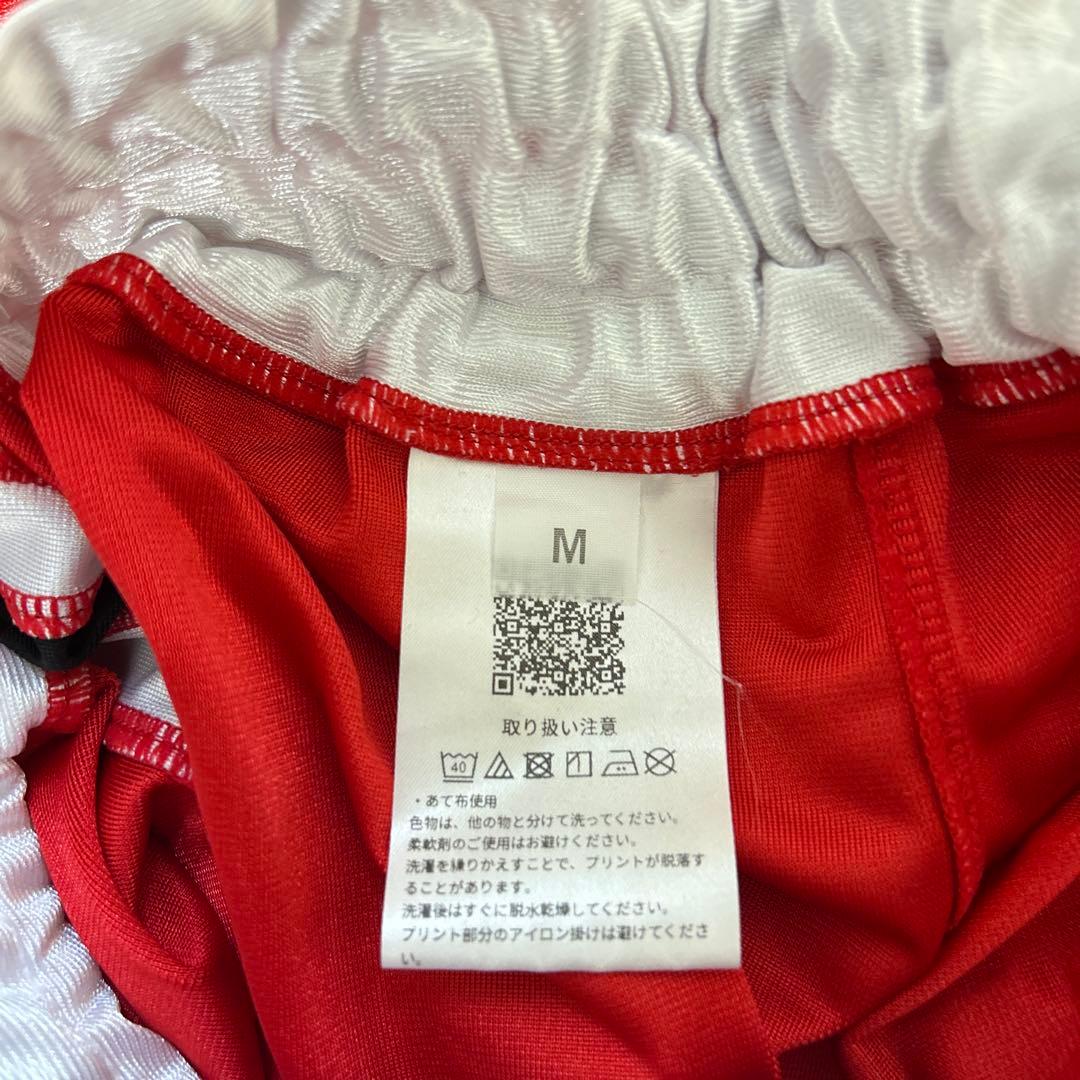 M
取り扱い注意
40
・あて布使用
色物は、他の物と分けて洗ってください。
柔軟剤のご使用はお避けください。
洗濯を繰りかえすことで、プリントが脱落す
ることがあります。
洗濯後はすぐに脱水乾燥してください。
プリント部分のアイロン掛けは避けてくださ
い。